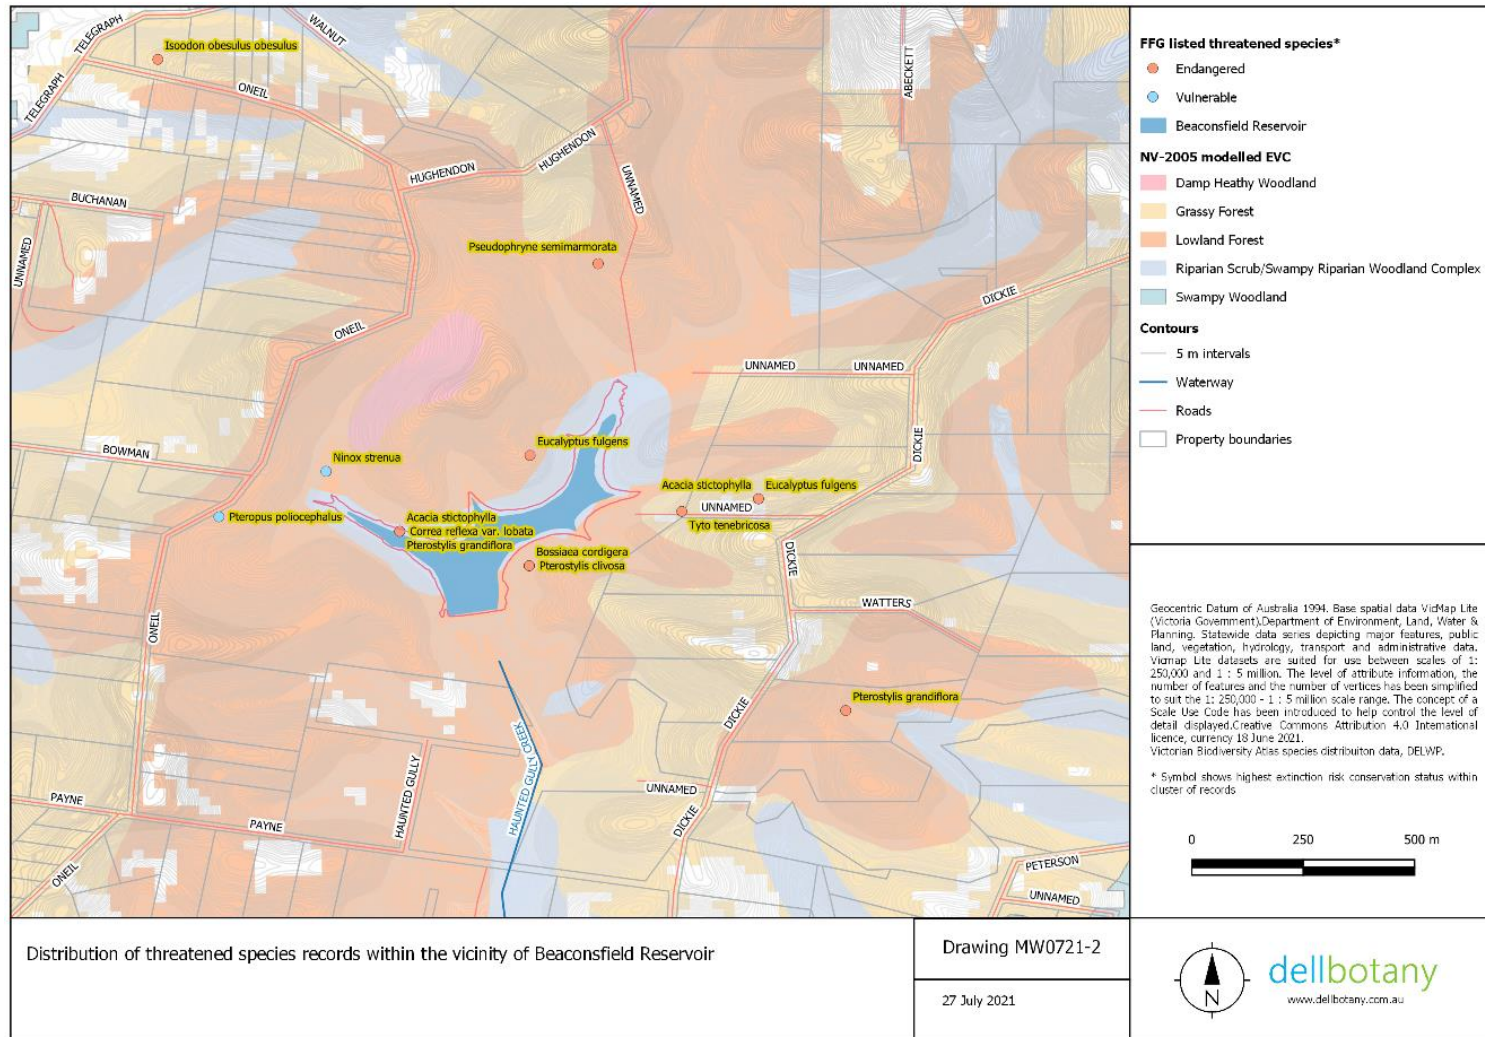 Isoodon obesulus obesulus
TELEGRAPH
WALNUT
TELEGRAPH
ONEIL
ABECKETT
HUGHENDON
HUGHENDON
UNNAMED
BUCHANAN
UNNAMED
Pseudophryne semimarmorata
DICKIE
ONEIL
UNNAMED
UNNAMED
BOWMAN
Ninox strenua
Eucalyptus fulgens
DICKIE
Acacia stictophylla
Eucalyptus fulgens
UNNAMED
Tyto tenebricosa
Pteropus poliocephalus
Acacia stictophylla
Correa reflexa var. lobata
Pterostylis grandiflora
Bossiaea cordigera
Pterostylis clivosa
DICKIE
WATTERS
ONEIL
Pterostylis grandiflora
DICKIE
HAUNTED GULLY CREEK
HAUNTED GULLY
UNNAMED
PAYNE
PAYNE
DICKIE
ONEIL
PETERSON
UNNAMED
FFG listed threatened species*
Endangered
Vulnerable
Beaconsfield Reservoir
NV-2005 modelled EVC
Damp Heathy Woodland
Grassy Forest
Lowland Forest
Riparian Scrub/Swampy Riparian Woodland Complex
Swampy Woodland
Contours
5 m intervals
Waterway
Roads
Property boundaries
Geocentric Datum of Australia 1994. Base spatial data VicMap Lite
(Victoria Government).Department of Environment, Land, Water &
Planning. Statewide data series depicting major features, public
land, vegetation, hydrology, transport and administrative data.
Vicmap Lite datasets are suited for use between scales of 1:
250,000 and 1 : 5 million. The level of attribute information, the
number of features and the number of vertices has been simplified
to suit the 1: 250,000 - 1 : 5 million scale range. The concept of a
Scale Use Code has been introduced to help control the level of
detail displayed.Creative Commons Attribution 4.0 International
licence, currency 18 June 2021.
Victorian Biodiversity Atlas species distribuiton data, DELWP.
* Symbol shows highest extinction risk conservation status within
cluster of records
0 250 500 m
Distribution of threatened species records within the vicinity of Beaconsfield Reservoir
Drawing MW0721-2
27 July 2021
N
dellbotany
www.dellbotany.com.au